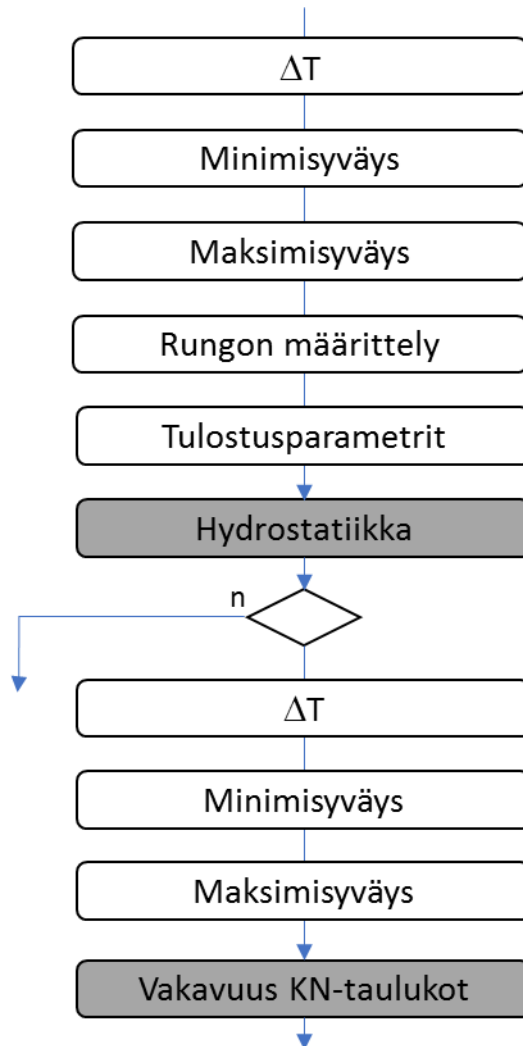 ΔT
Minimisyväys
Maksimisyväys
Rungon määrittely
Tulostusparametrit
Hydrostatiikka
n
ΔT
Minimisyväys
Maksimisyväys
Vakavuus KN-taulukot